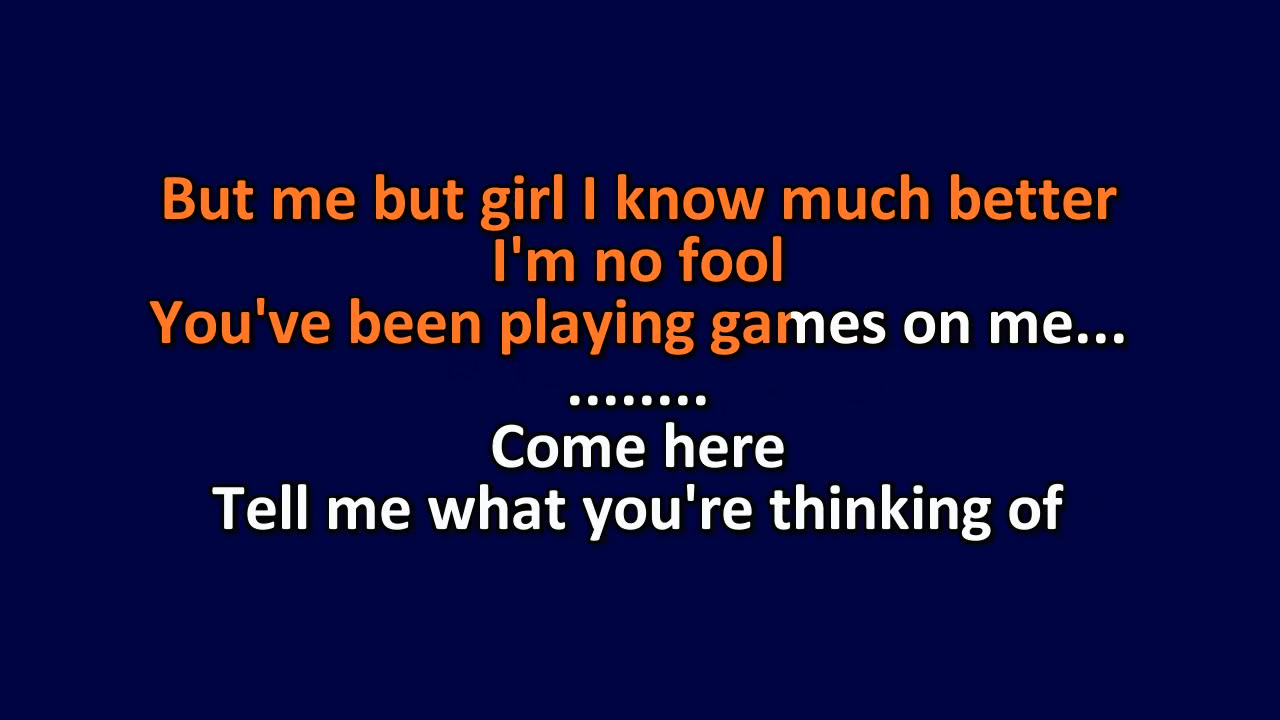 But me but girl I know much better
I'm no fool
You've been playing games on me...
........
Come here
Tell me what you're thinking of